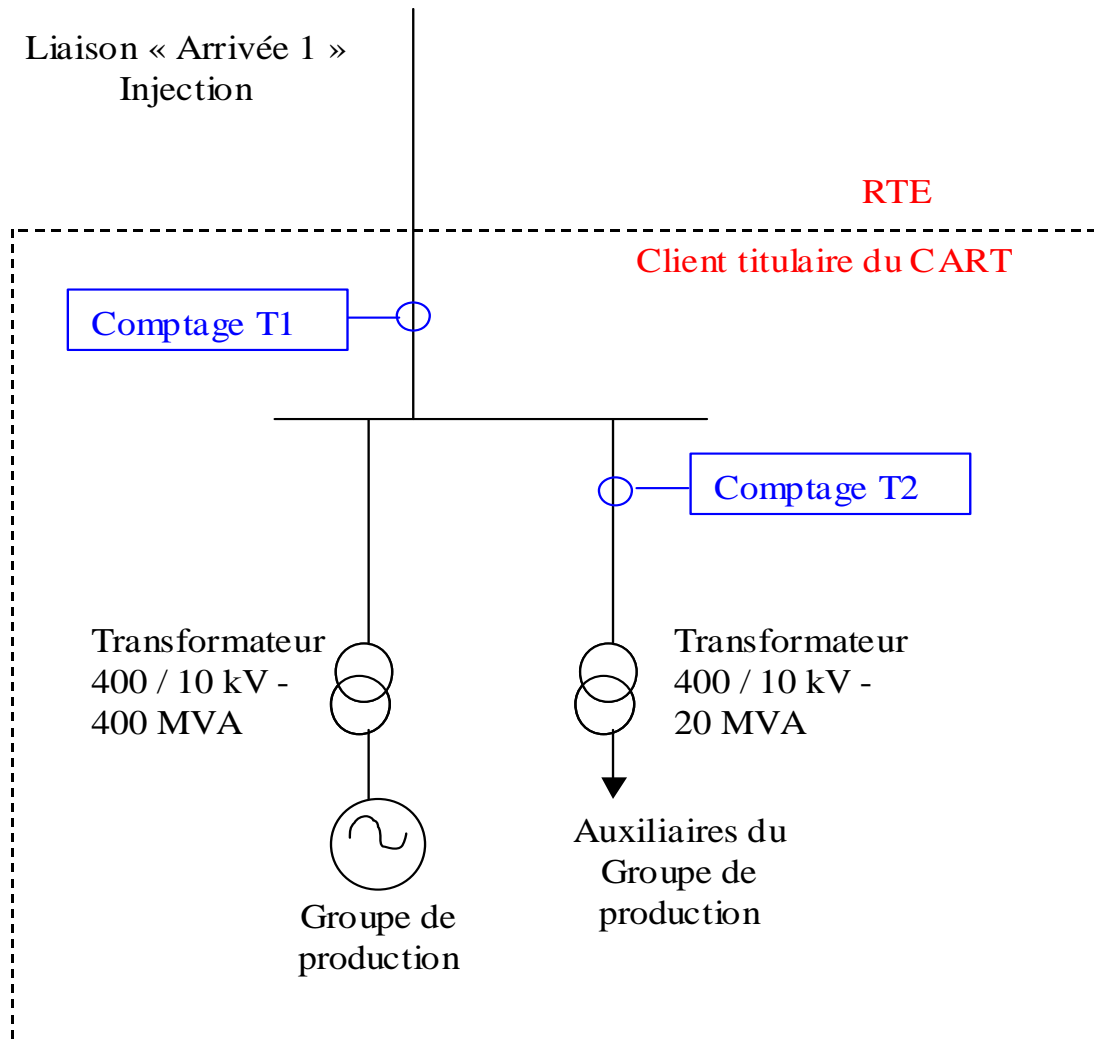 Liaison « Arrivée 1 »
Injection
RTE
Client titulaire du CART
Comptage T1
Comptage T2
Transformateur
400 / 10 kV -
400 MVA
Transformateur
400 / 10 kV -
20 MVA
Groupe de
production
Auxiliaires du
Groupe de
production